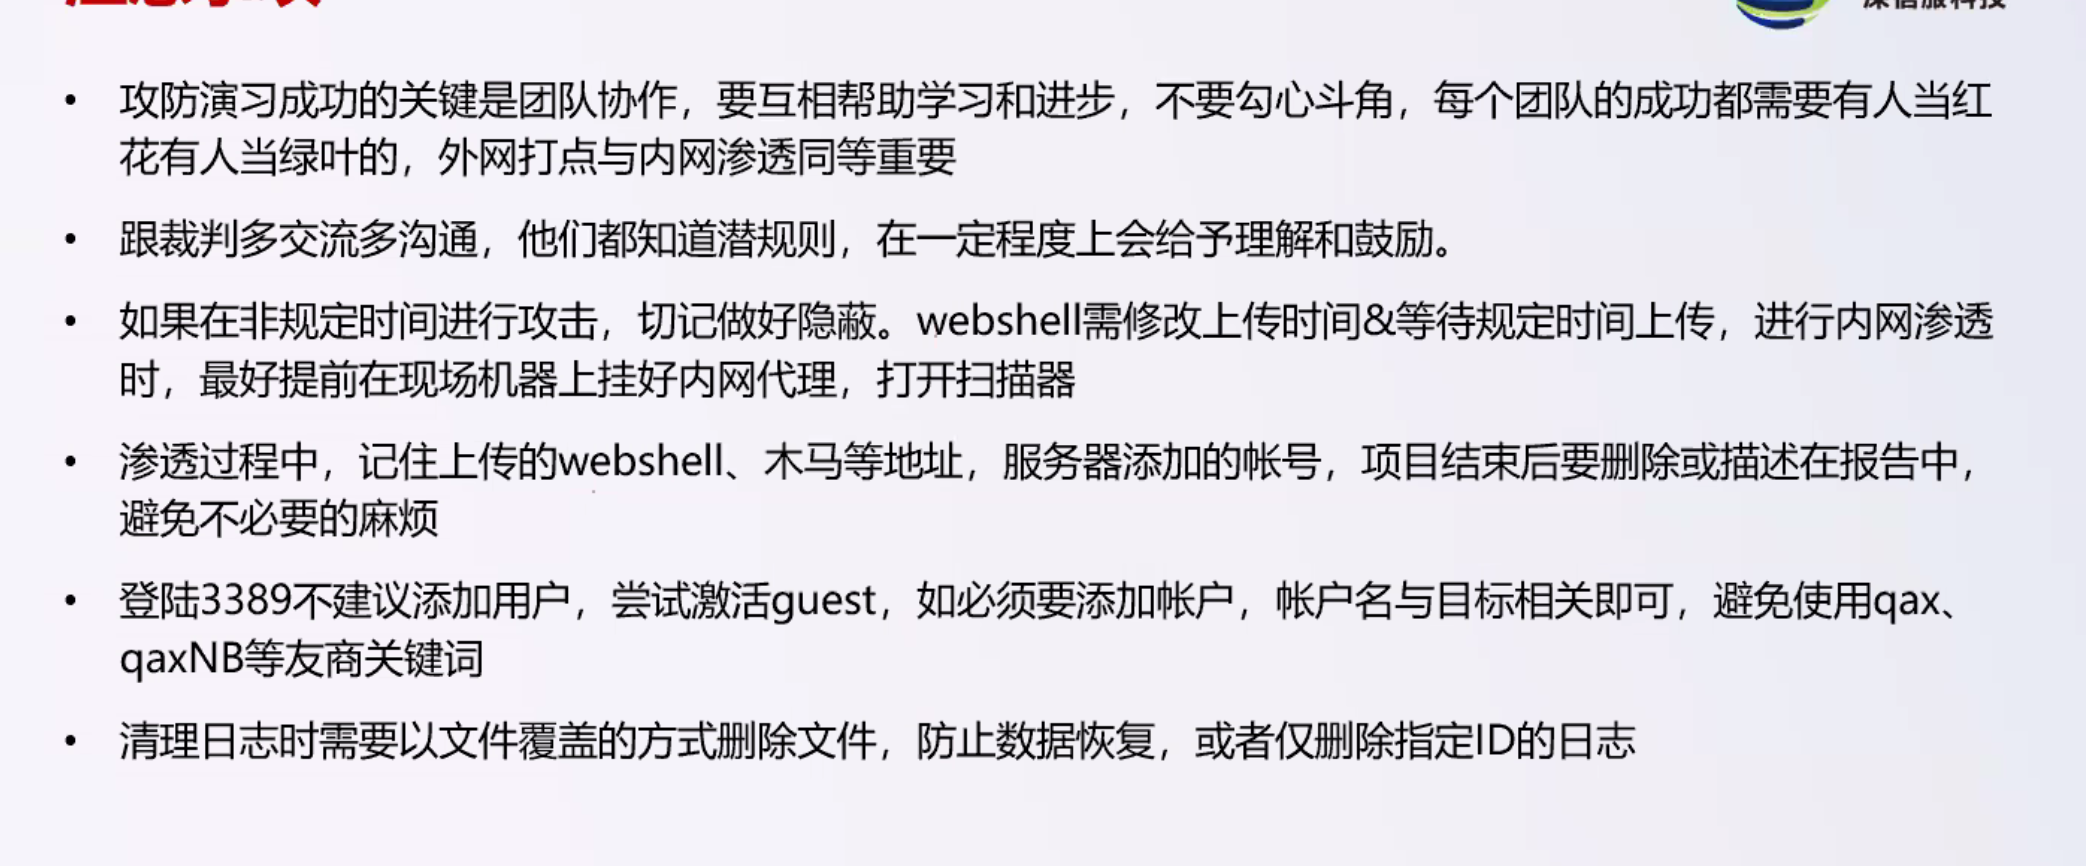 • 攻防演习成功的关键是团队协作，要互相帮助学习和进步，不要勾心斗角，每个团队的成功都需要有人当红
花有人当绿叶的，外网打点与内网渗透同等重要
• 跟裁判多交流多沟通，他们都知道潜规则，在一定程度上会给予理解和鼓励。
• 如果在非规定时间进行攻击，切记做好隐蔽。webshell需修改上传时间&等待规定时间上传，进行内网渗透
时，最好提前在现场机器上挂好内网代理，打开扫描器
• 渗透过程中，记住上传的webshell、木马等地址，服务器添加的帐号，项目结束后要删除或描述在报告中，
避免不必要的麻烦
• 登陆3389不建议添加用户，尝试激活guest，如必须要添加帐户，帐户名与目标相关即可，避免使用qax、
qaxNB等友商关键词
• 清理日志时需要以文件覆盖的方式删除文件，防止数据恢复，或者仅删除指定ID的日志